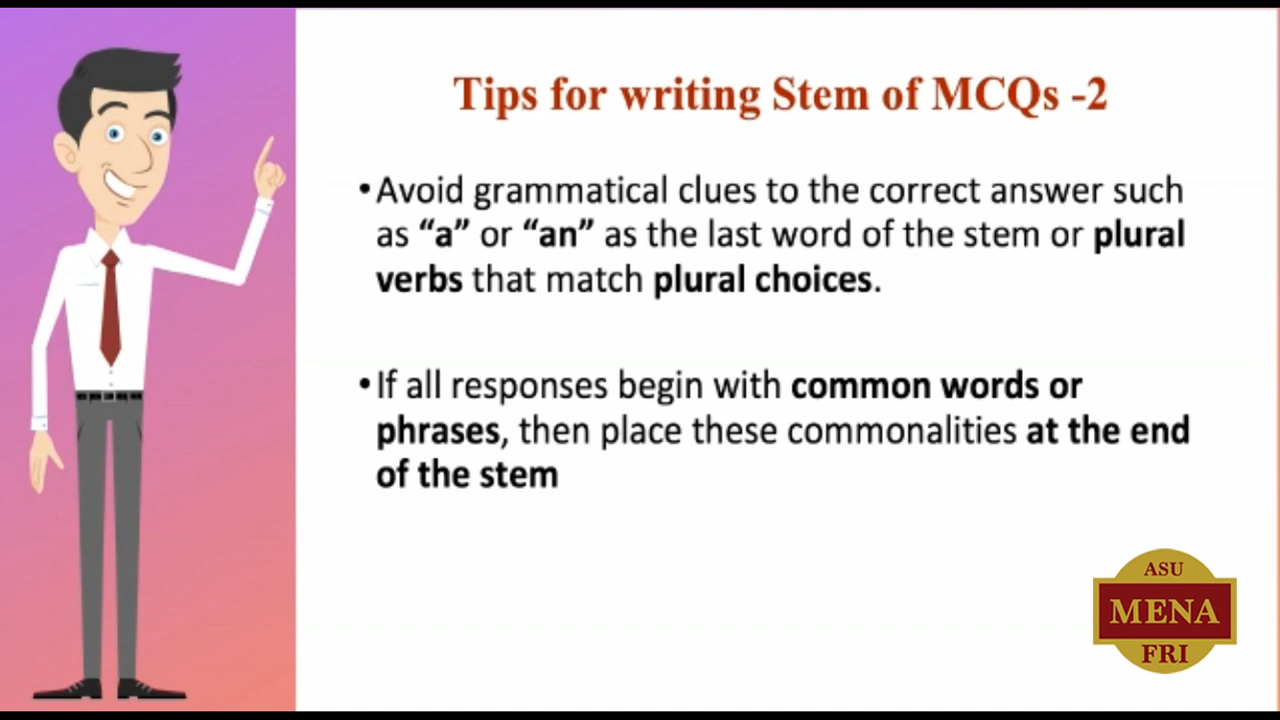 Tips for writing Stem of MCQs -2
•Avoid grammatical clues to the correct answer such
as “a” or “an” as the last word of the stem or plural
verbs that match plural choices.
•If all responses begin with common words or
phrases, then place these commonalities at the end
of the stem
ASU
MENA
FRI